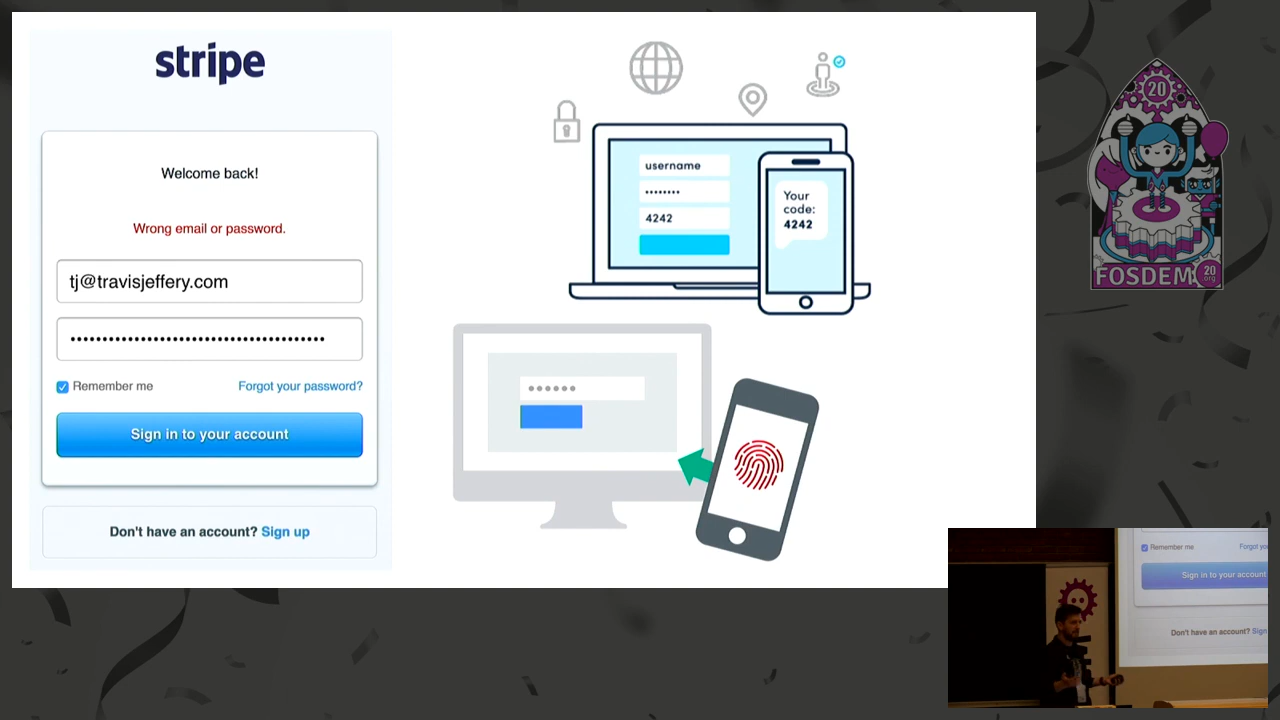 stripe
Welcome back!
Wrong email or password.
tj@travisjeffery.com
••••••••••••••••••••••••••••••••••••••••
Remember me
Forgot your password?
Sign in to your account
Don't have an account? Sign up
username
••••••••
4242
Your
code:
4242
••••••
20
FOSDEM
20
.org
Remember me
Forgot yo
Sign in to your account
Don't have an account? Sign